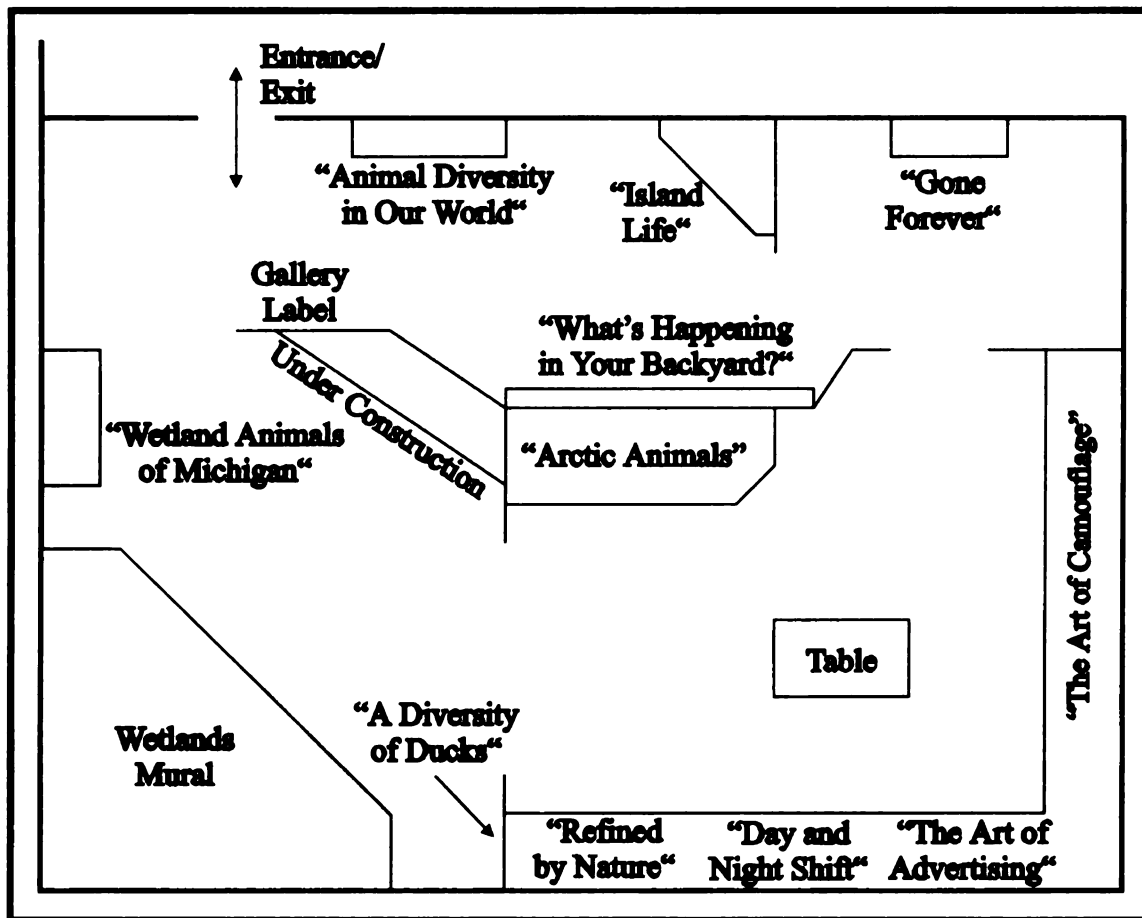 Entrance/
Exit
“Animal Diversity
in Our World“
“Island
Life“
“Gone
Forever“
Gallery
Label
“What’s Happening
in Your Backyard?“
Under Construction
“Wetland Animals
of Michigan“
“Arctic Animals”
“The Art of Camouflage”
Table
“A Diversity
of Ducks“
Wetlands
Mural
“Refined
by Nature“
“Day and
Night Shift“
“The Art of
Advertising“